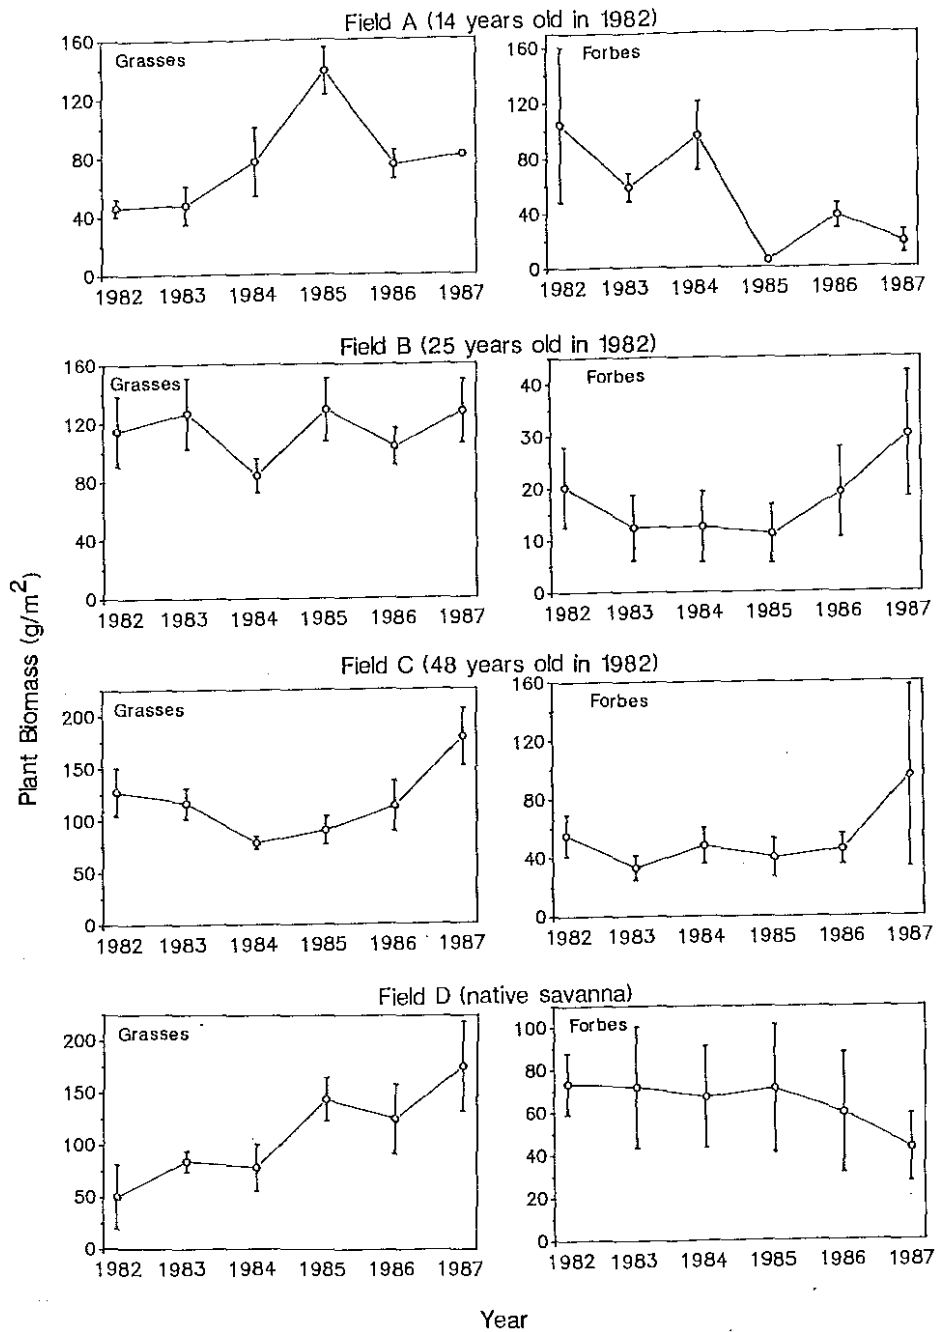 Field A (14 years old in 1982)
Grasses
160
120
80
40
0
1982 1983 1984 1985 1986 1987
Forbes
160
120
80
40
0
1982 1983 1984 1985 1986 1987
Field B (25 years old in 1982)
Grasses
160
120
80
40
0
1982 1983 1984 1985 1986 1987
Forbes
40
30
20
10
0
1982 1983 1984 1985 1986 1987
Plant Biomass (g/m²)
Field C (48 years old in 1982)
Grasses
200
150
100
50
0
1982 1983 1984 1985 1986 1987
Forbes
160
120
80
40
0
1982 1983 1984 1985 1986 1987
Field D (native savanna)
Grasses
200
150
100
50
0
1982 1983 1984 1985 1986 1987
Forbes
100
80
60
40
20
0
1982 1983 1984 1985 1986 1987
Year